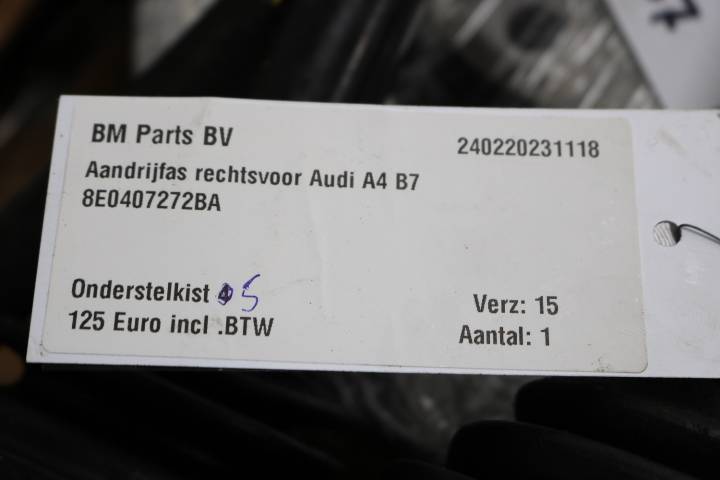 BM Parts BV
240220231118
Aandrijfas rechtsvoor Audi A4 B7
8E0407272BA
Onderstelkist 4 5
Verz: 15
125 Euro incl .BTW
Aantal: 1